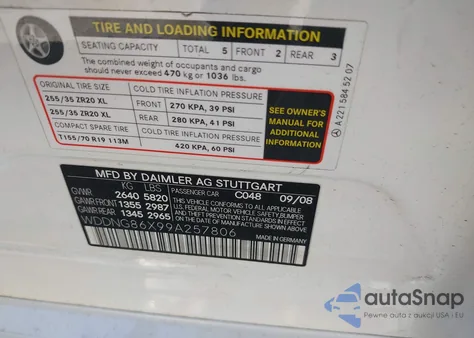 TIRE AND LOADING INFORMATION
SEATING CAPACITY TOTAL 5 FRONT 2 REAR 3
The combined weight of occupants and cargo
should never exceed 470 kg or 1036 lbs.
ORIGINAL TIRE SIZE COLD TIRE INFLATION PRESSURE
255/35 ZR20 XL FRONT 270 KPA, 39 PSI
255/35 ZR20 XL REAR 280 KPA, 41 PSI
COMPACT SPARE TIRE COLD TIRE INFLATION PRESSURE
T155/70 R19 113M 420 KPA, 60 PSI
SEE OWNER'S
MANUAL FOR
ADDITIONAL
INFORMATION
A 221 584 52 07
MFD BY DAIMLER AG STUTTGART
KG LBS PASSENGER CAR C048 09/08
GVWR 2640 5820
GAWR FRONT 1355 2987
GAWR REAR 1345 2965
THIS VEHICLE CONFORMS TO ALL APPLICABLE
U.S. FEDERAL MOTOR VEHICLE SAFETY, BUMPER,
AND THEFT PREVENTION STANDARDS IN EFFECT
ON THE DATE OF MANUFACTURE SHOWN ABOVE.
WDDNG86X99A257806
GERMANY
autoSnap
Pewne auta z aukcji USA i EU